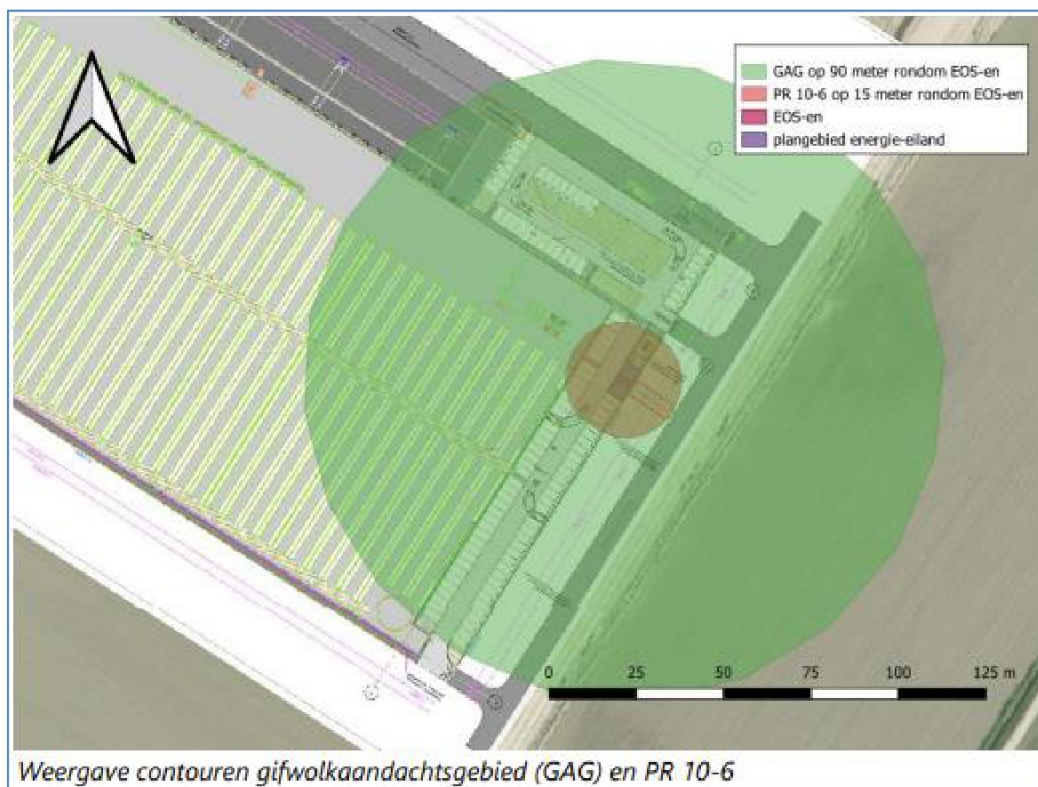 GAG op 90 meter rondom EOS-en
PR 10-6 op 15 meter rondom EOS-en
EOS-en
plangebied energie-eiland
0 25 50 75 100 125 m
Weergave contouren gifwolkaandachtsgebied (GAG) en PR 10-6